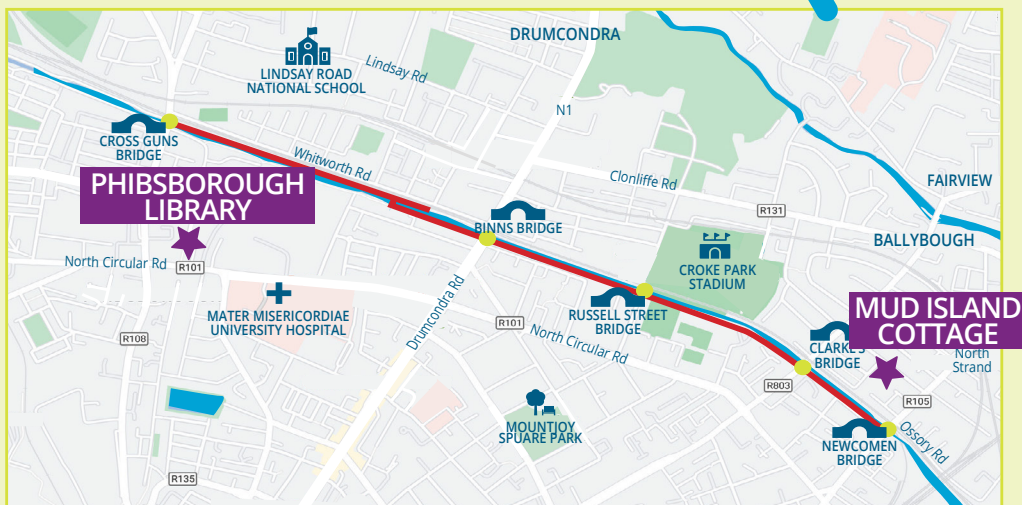 DRUMCONDRA
LINDSAY ROAD
NATIONAL SCHOOL
Lindsay Rd
N1
CROSS GUNS
BRIDGE
Whitworth Rd
Clonliffe Rd
FAIRVIEW
PHIBSBOROUGH
LIBRARY
R131
BINNS BRIDGE
BALLYBOUGH
North Circular Rd
R101
CROKE PARK
STADIUM
MATER MISERICORDIAE
UNIVERSITY HOSPITAL
Drumcondra Rd
RUSSELL STREET
BRIDGE
MUD ISLAND
COTTAGE
R108
R101
North Circular Rd
CLARKE'S
BRIDGE
North
Strand
R803
R105
MOUNTJOY
SPUARE PARK
Ossory Rd
NEWCOMEN
BRIDGE
R135